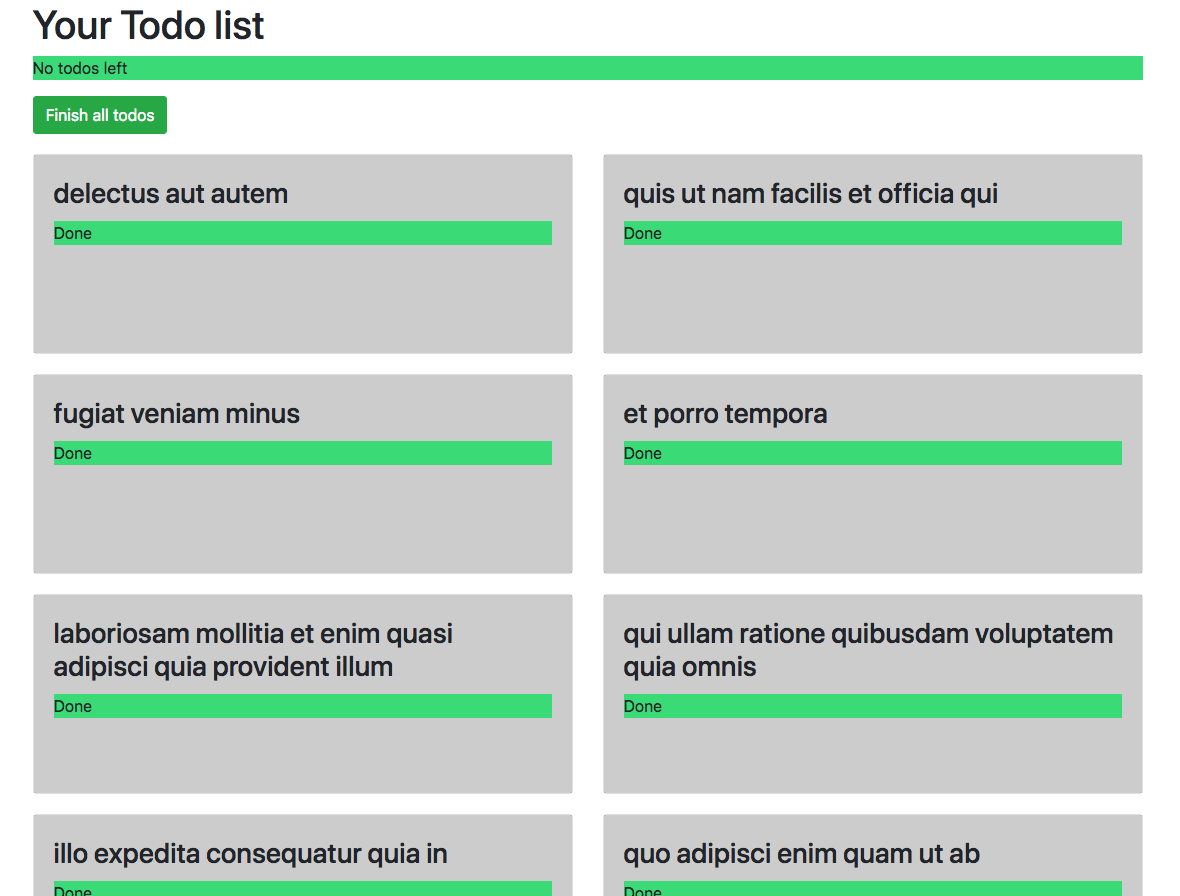 Your Todo list
No todos left
Finish all todos
delectus aut autem
Done
quis ut nam facilis et officia qui
Done
fugiat veniam minus
Done
et porro tempora
Done
laboriosam mollitia et enim quasi
adipisci quia provident illum
Done
qui ullam ratione quibusdam voluptatem
quia omnis
Done
illo expedita consequatur quia in
Done
quo adipisci enim quam ut ab
Done